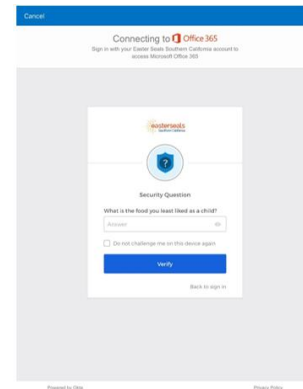 Cancel
Connecting to Office 365
Sign in with your Easter Seals Southern California account to
access Microsoft Office 365
easterseals
Southern California
?
Security Question
What is the food you least liked as a child?
Answer
Do not challenge me on this device again
Verify
Back to sign in
Powered by Okta
Privacy Policy